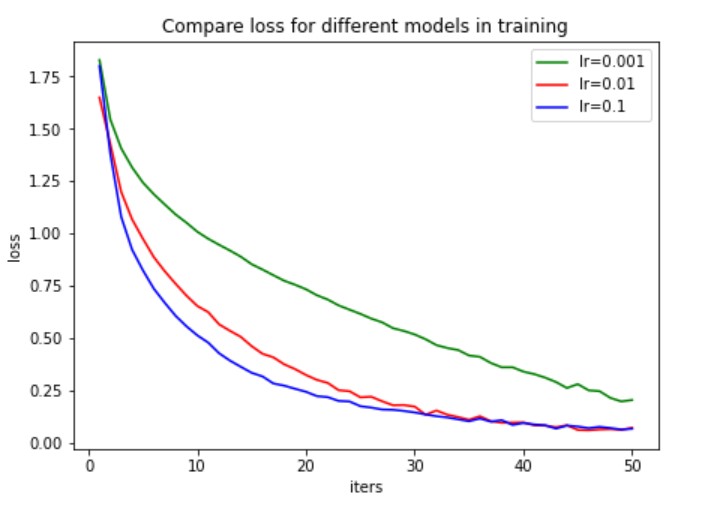 Compare loss for different models in training
lr=0.001
lr=0.01
lr=0.1
loss
1.75
1.50
1.25
1.00
0.75
0.50
0.25
0.00
0 10 20 30 40 50
iters